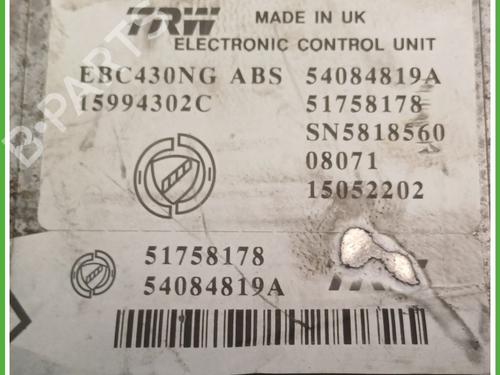 TRW MADE IN UK
ELECTRONIC CONTROL UNIT
EBC430NG ABS 54084819A
15994302C 51758178
SN5818560
08071
15052202
51758178
54084819A
B-PARTS